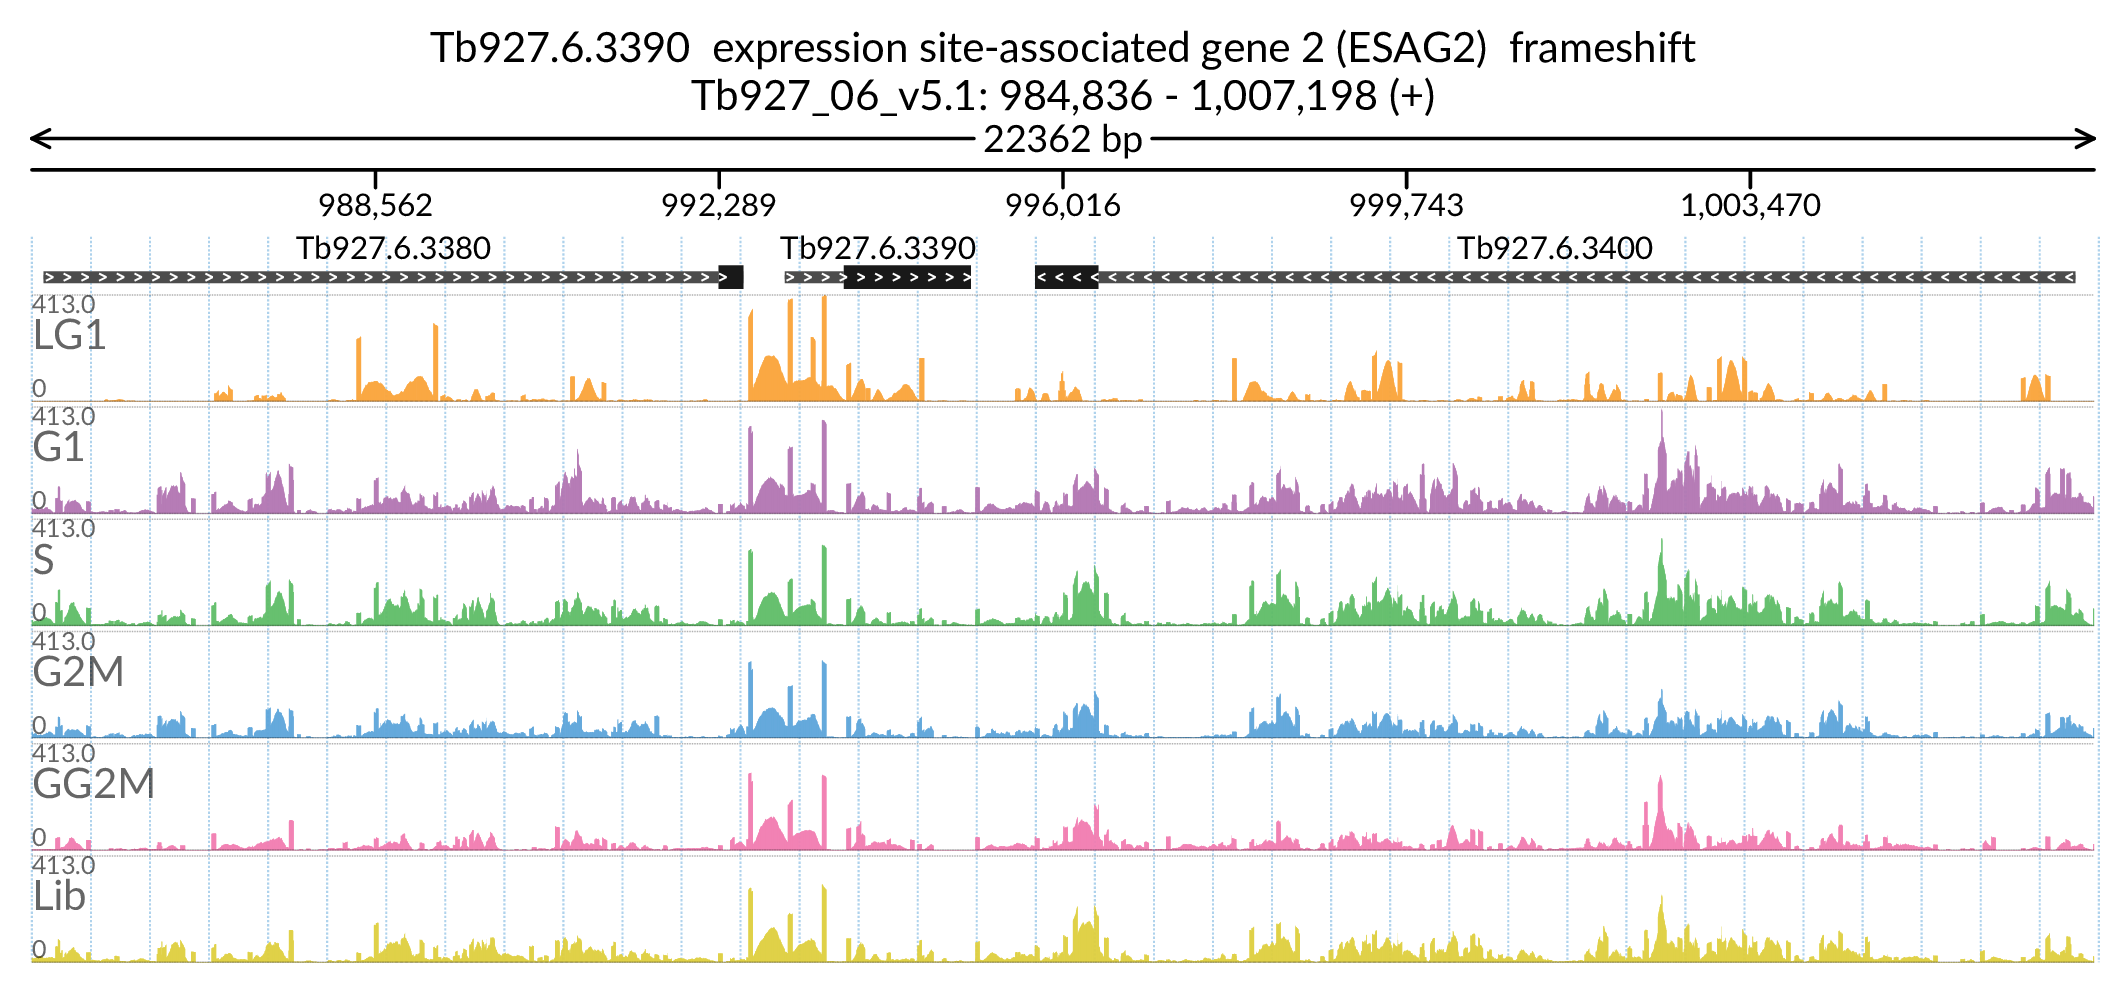 Tb927.6.3390 expression site-associated gene 2 (ESAG2) frameshift
Tb927_06_v5.1: 984,836 - 1,007,198 (+)
22362 bp
988,562 992,289 996,016 999,743 1,003,470
Tb927.6.3380 Tb927.6.3390 Tb927.6.3400
413.0
LG1
0
413.0
G1
0
413.0
S
0
413.0
G2M
0
413.0
GG2M
0
413.0
Lib
0